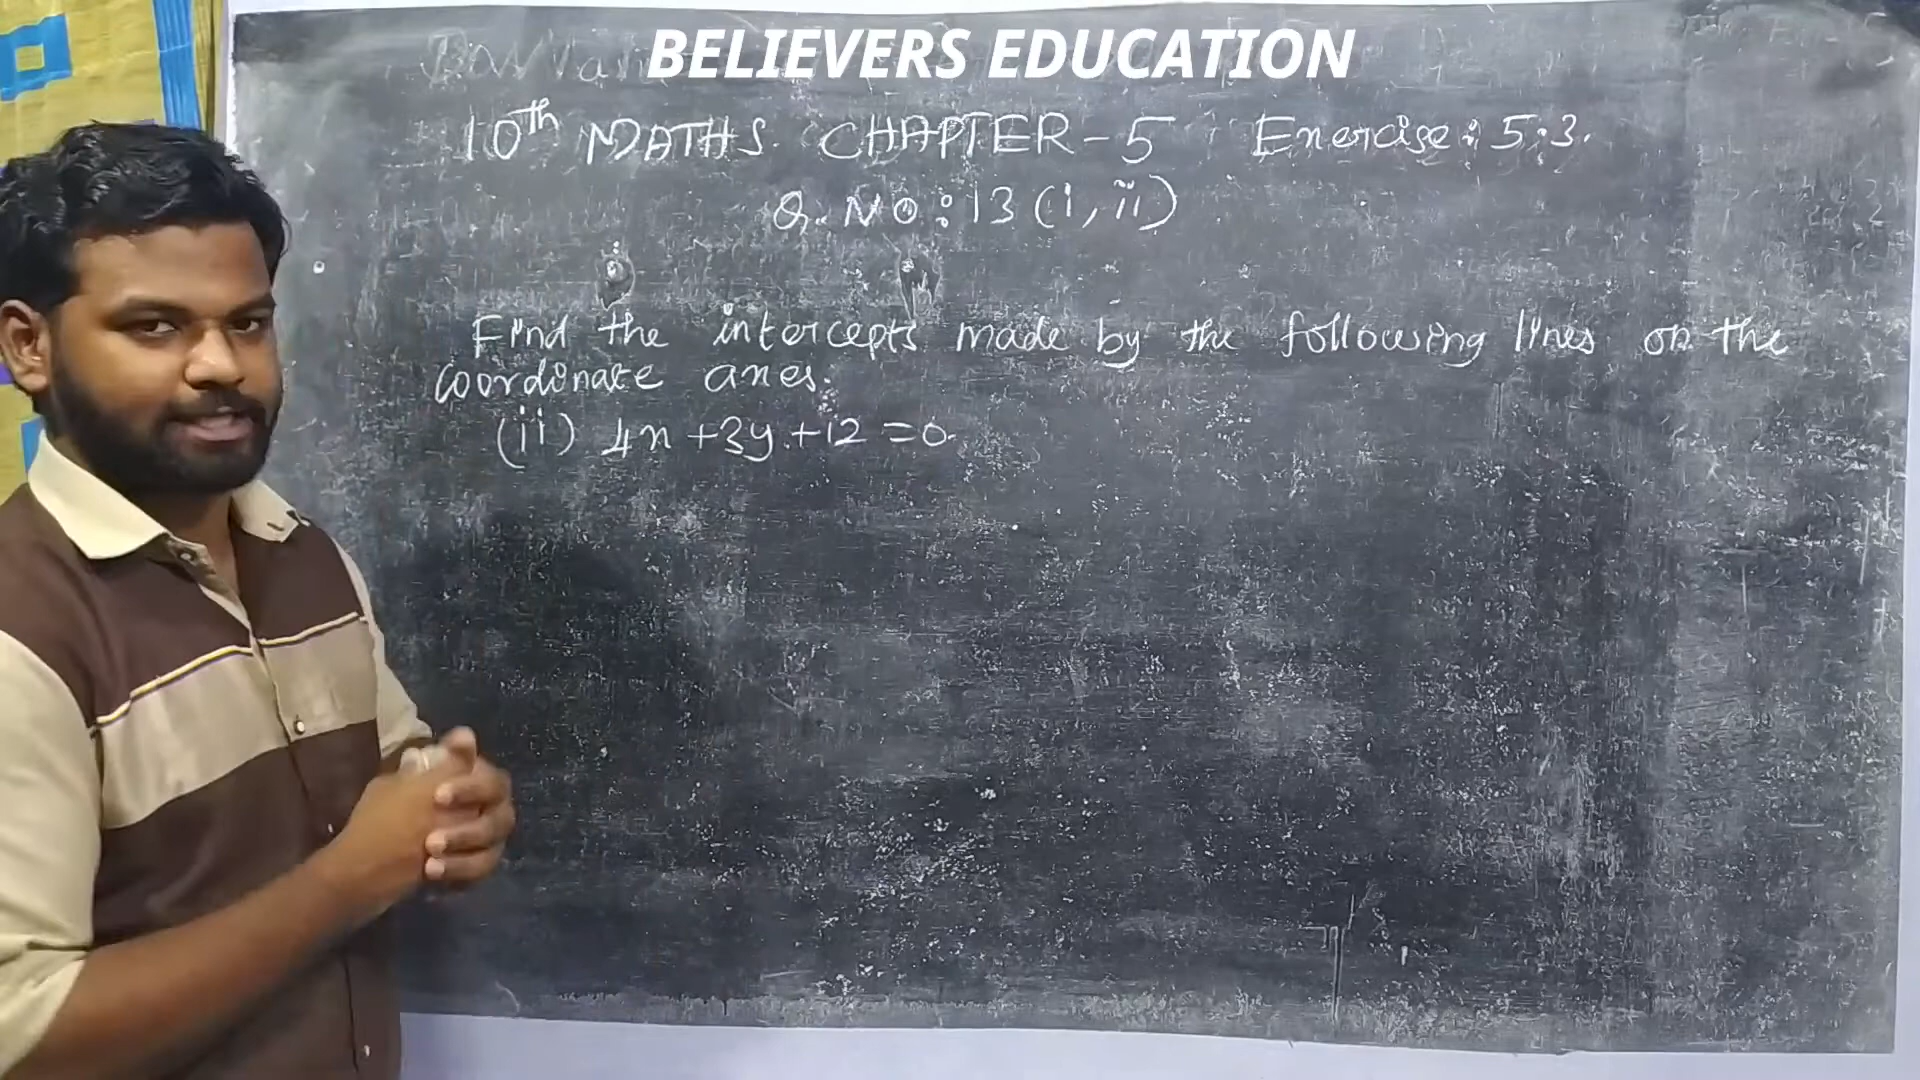 BELIEVERS EDUCATION
10th MATHS. CHAPTER-5 Exercise: 5.3.
Q. NO: 13 (i, ii)
Find the intercepts made by the following lines on the
coordinate axes.
(ii) 4x + 3y + 12 = 0.